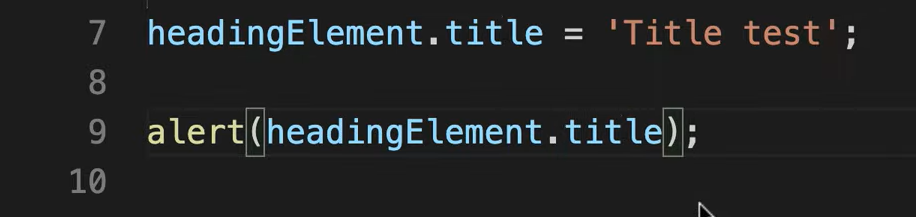 7 headingElement.title = 'Title test';
8
9 alert(headingElement.title);
10